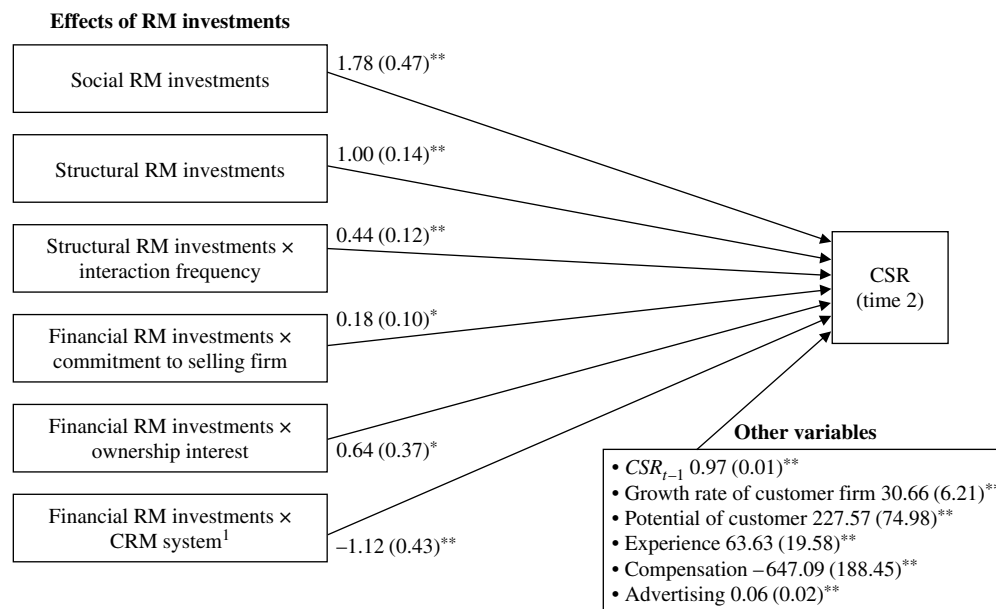 Effects of RM investments
Social RM investments
1.78 (0.47)**
Structural RM investments
1.00 (0.14)**
Structural RM investments ×
interaction frequency
0.44 (0.12)**
Financial RM investments ×
commitment to selling firm
0.18 (0.10)*
Financial RM investments ×
ownership interest
0.64 (0.37)*
Financial RM investments ×
CRM system¹
–1.12 (0.43)**
CSR
(time 2)
Other variables
• CSRₜ₋₁ 0.97 (0.01)**
• Growth rate of customer firm 30.66 (6.21)**
• Potential of customer 227.57 (74.98)**
• Experience 63.63 (19.58)**
• Compensation –647.09 (188.45)**
• Advertising 0.06 (0.02)**